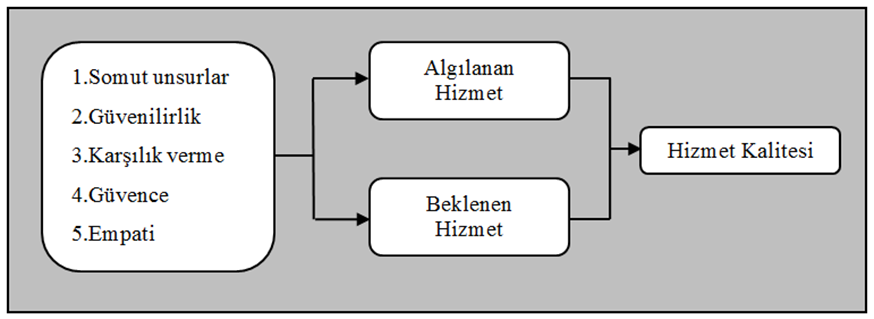 1.Somut unsurlar
2.Güvenilirlik
3.Karşılık verme
4.Güvence
5.Empati
Algılanan
Hizmet
Beklenen
Hizmet
Hizmet Kalitesi